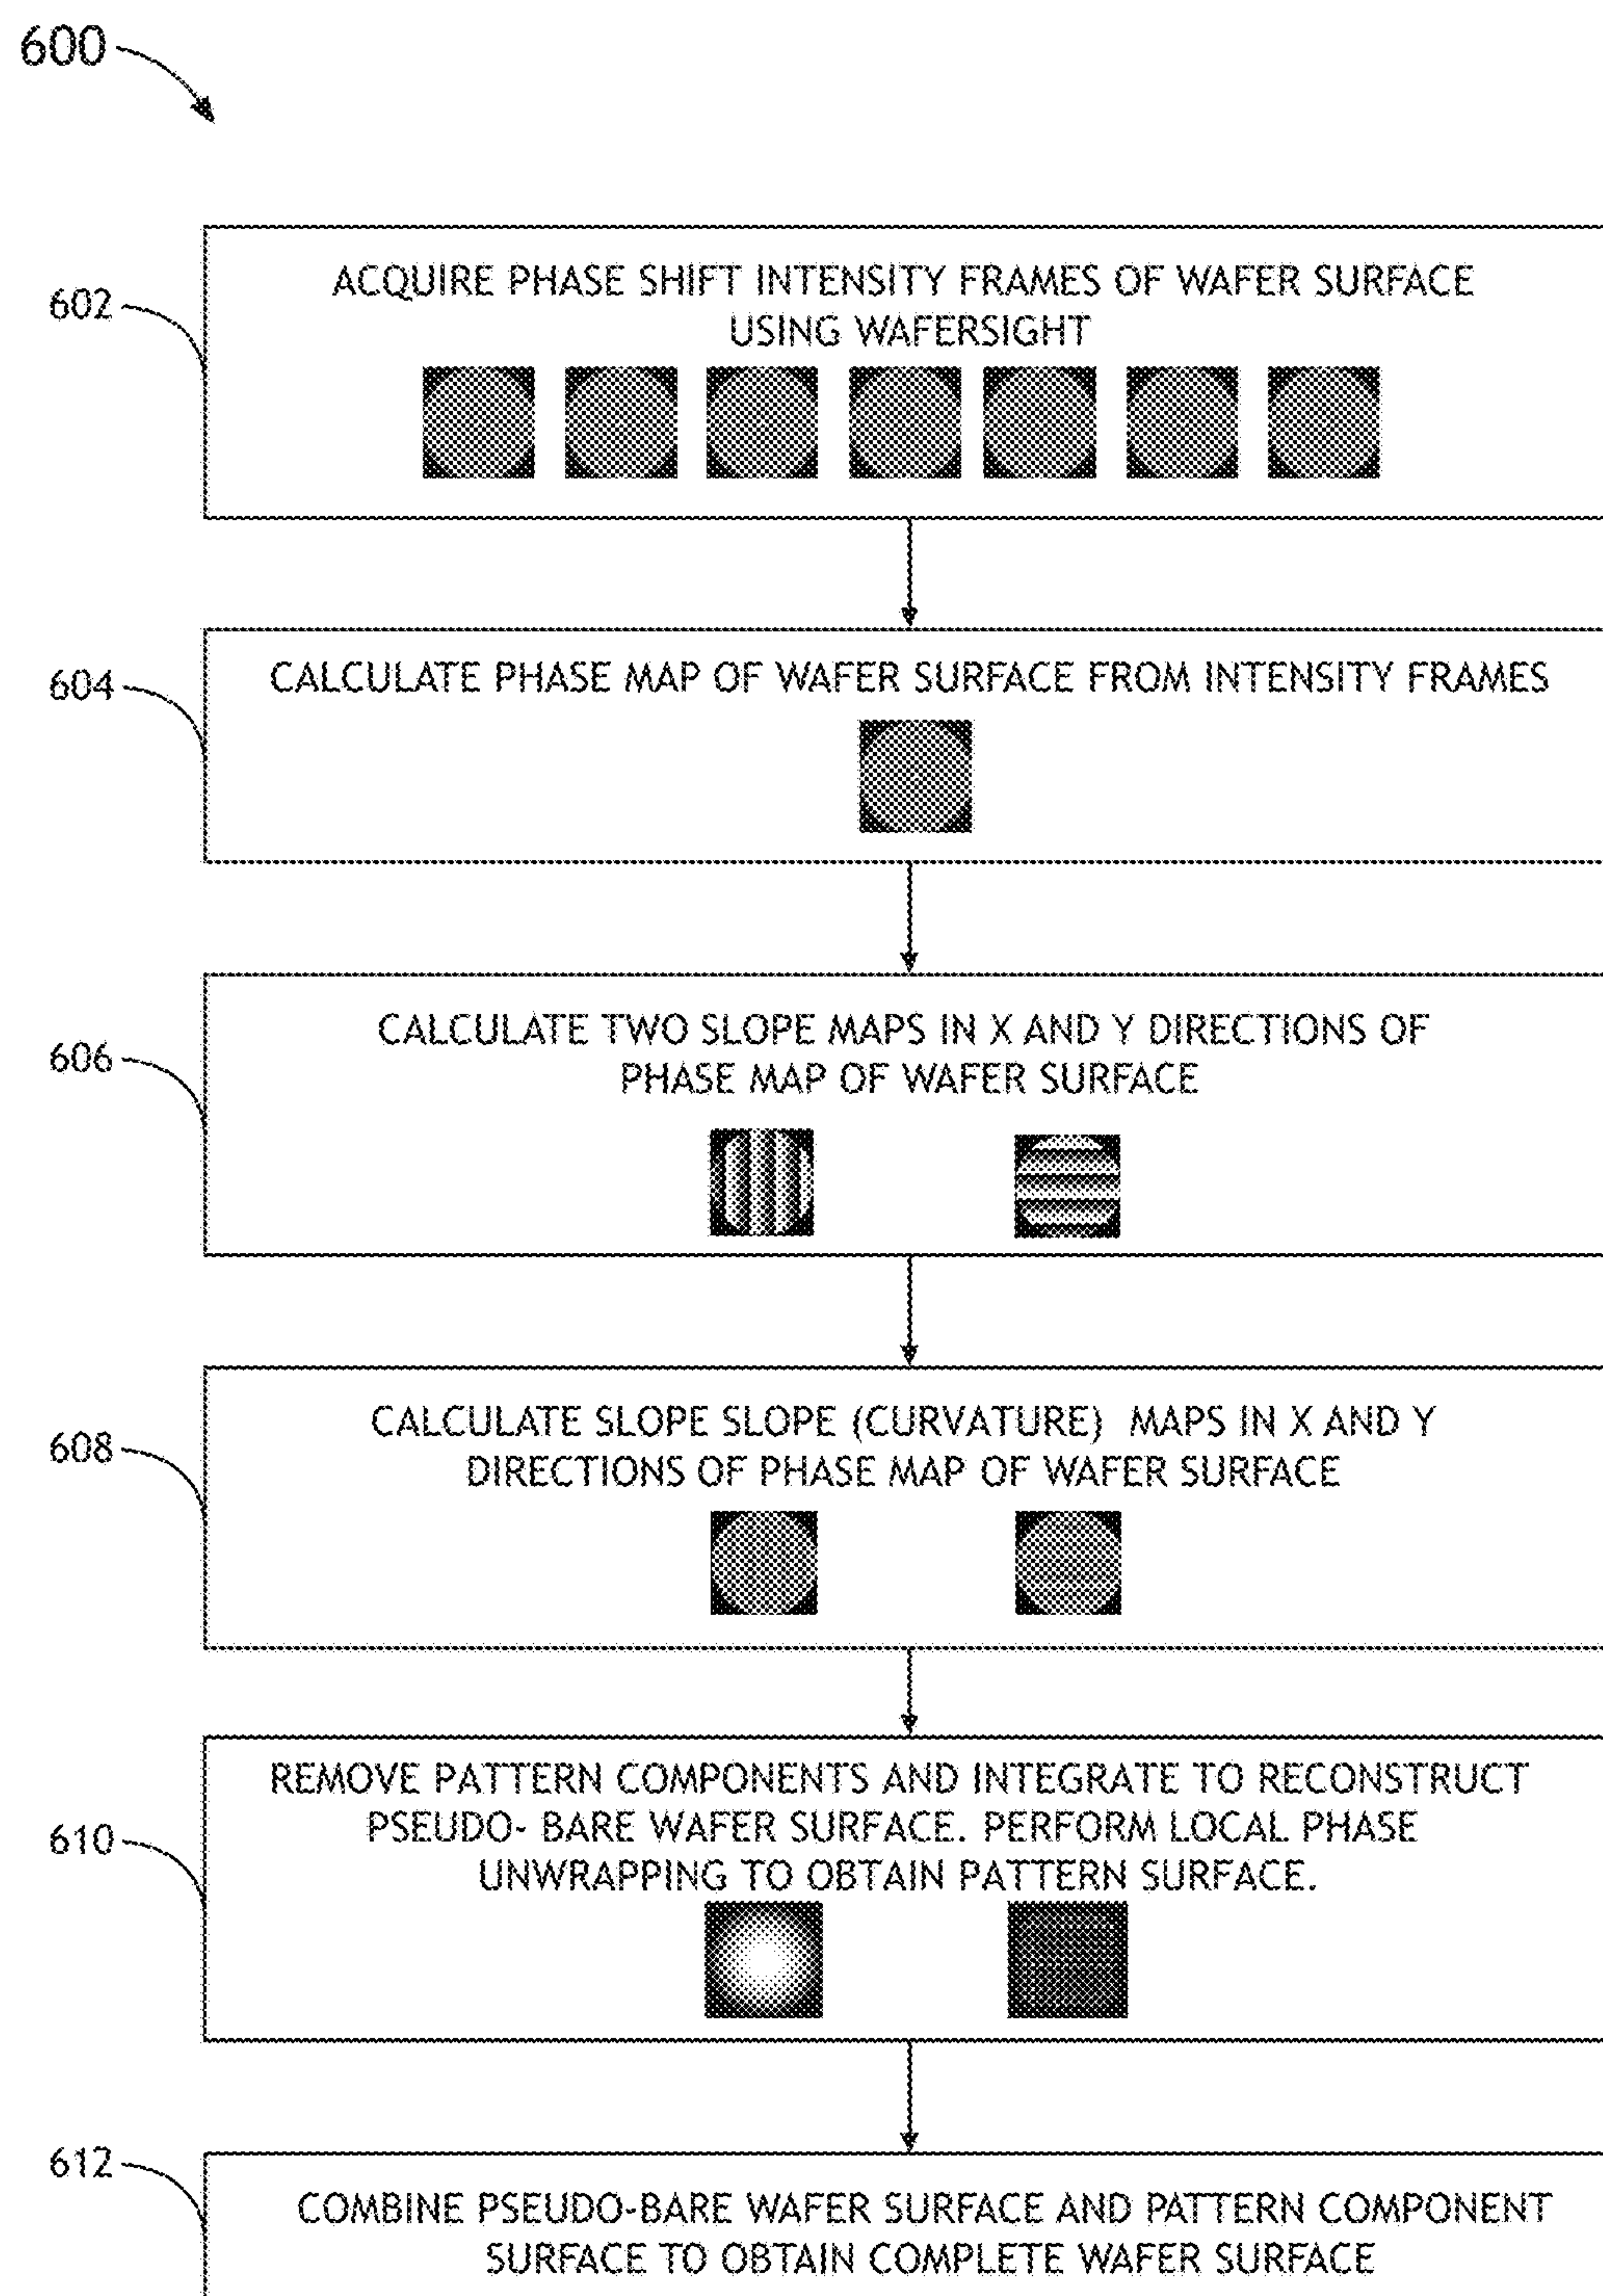 600
602
ACQUIRE PHASE SHIFT INTENSITY FRAMES OF WAFER SURFACE
USING WAFERSIGHT
604
CALCULATE PHASE MAP OF WAFER SURFACE FROM INTENSITY FRAMES
606
CALCULATE TWO SLOPE MAPS IN X AND Y DIRECTIONS OF
PHASE MAP OF WAFER SURFACE
608
CALCULATE SLOPE SLOPE (CURVATURE) MAPS IN X AND Y
DIRECTIONS OF PHASE MAP OF WAFER SURFACE
610
REMOVE PATTERN COMPONENTS AND INTEGRATE TO RECONSTRUCT
PSEUDO- BARE WAFER SURFACE. PERFORM LOCAL PHASE
UNWRAPPING TO OBTAIN PATTERN SURFACE.
612
COMBINE PSEUDO-BARE WAFER SURFACE AND PATTERN COMPONENT
SURFACE TO OBTAIN COMPLETE WAFER SURFACE